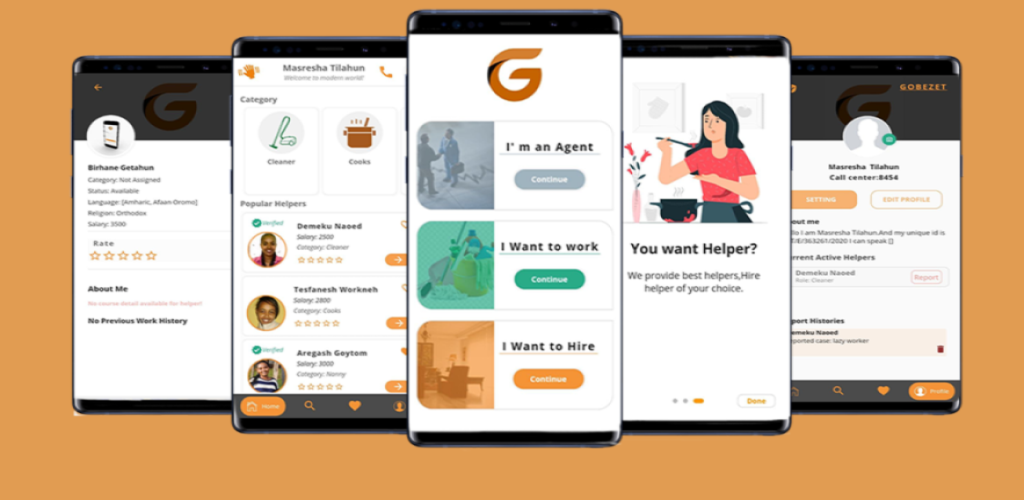 Birhane Getahun
Category: Not Assigned
Status: Available
Language: [Amharic, Afaan Oromo]
Religion: Orthodox
Salary: 3500
Rate
About Me
No course detail available for helper!
No Previous Work History
Masresha Tilahun
Welcome to modern world!
Category
Cleaner
Cooks
Popular Helpers
Verified
Demeku Naoed
Salary: 2500
Category: Cleaner
Tesfanesh Workneh
Salary: 2800
Category: Cooks
Verified
Aregash Goytom
Salary: 3000
Category: Nanny
Home
G
I' m an Agent
Continue
I Want to work
Continue
I Want to Hire
Continue
You want Helper?
We provide best helpers,Hire
helper of your choice.
Done
GOBEZET
Masresha Tilahun
Call center:8454
SETTING
EDIT PROFILE
out me
llo I am Masresha Tilahun.And my unique id is
T/E/363261/2020 I can speak []
rrent Active Helpers
Demeku Naoed
Role: Cleaner
Report
port Histories
emeku Naoed
ported case: lazy worker
Profile